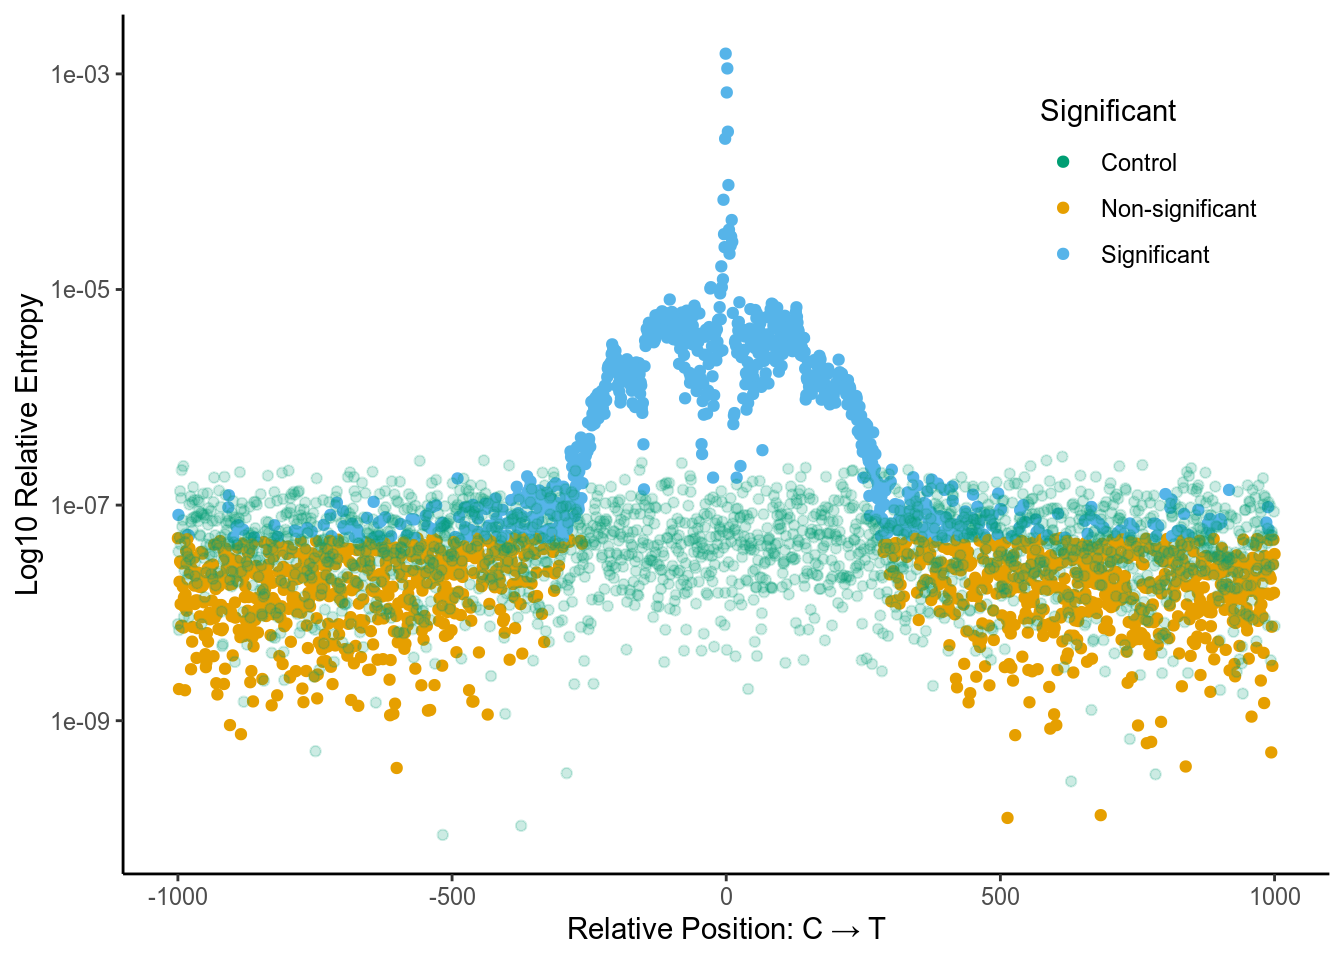 1e-03
1e-05
1e-07
1e-09
Log10 Relative Entropy
Significant
Control
Non-significant
Significant
-1000
-500
0
500
1000
Relative Position: C → T